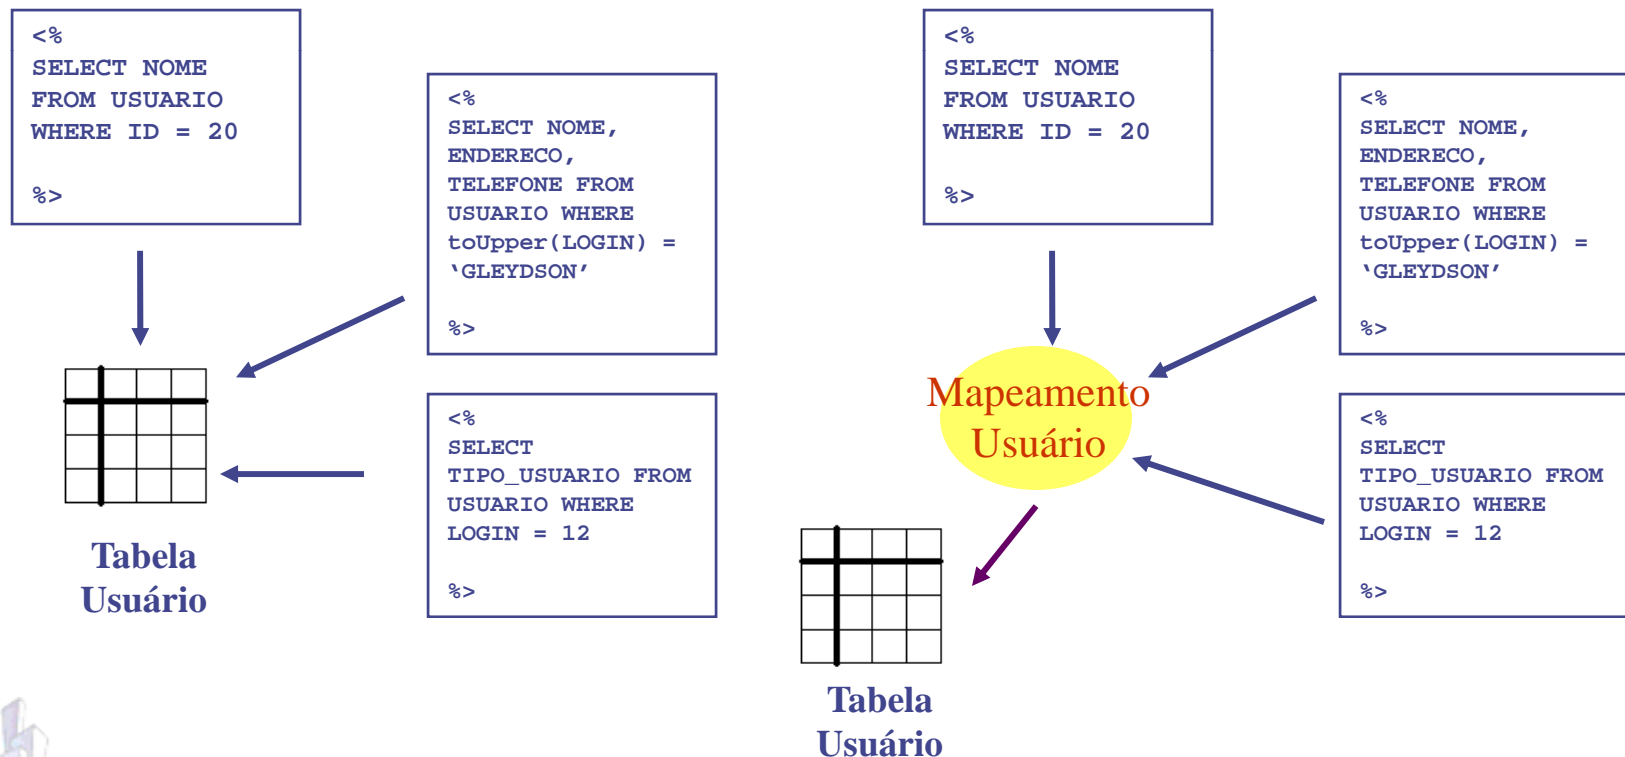 <%
SELECT NOME
FROM USUARIO
WHERE ID = 20
%>
<%
SELECT NOME,
ENDERECO,
TELEFONE FROM
USUARIO WHERE
toUpper(LOGIN) =
‘GLEYDSON’
%>
<%
SELECT
TIPO_USUARIO FROM
USUARIO WHERE
LOGIN = 12
%>
Tabela
Usuário
<%
SELECT NOME
FROM USUARIO
WHERE ID = 20
%>
<%
SELECT NOME,
ENDERECO,
TELEFONE FROM
USUARIO WHERE
toUpper(LOGIN) =
‘GLEYDSON’
%>
Mapeamento
Usuário
<%
SELECT
TIPO_USUARIO FROM
USUARIO WHERE
LOGIN = 12
%>
Tabela
Usuário